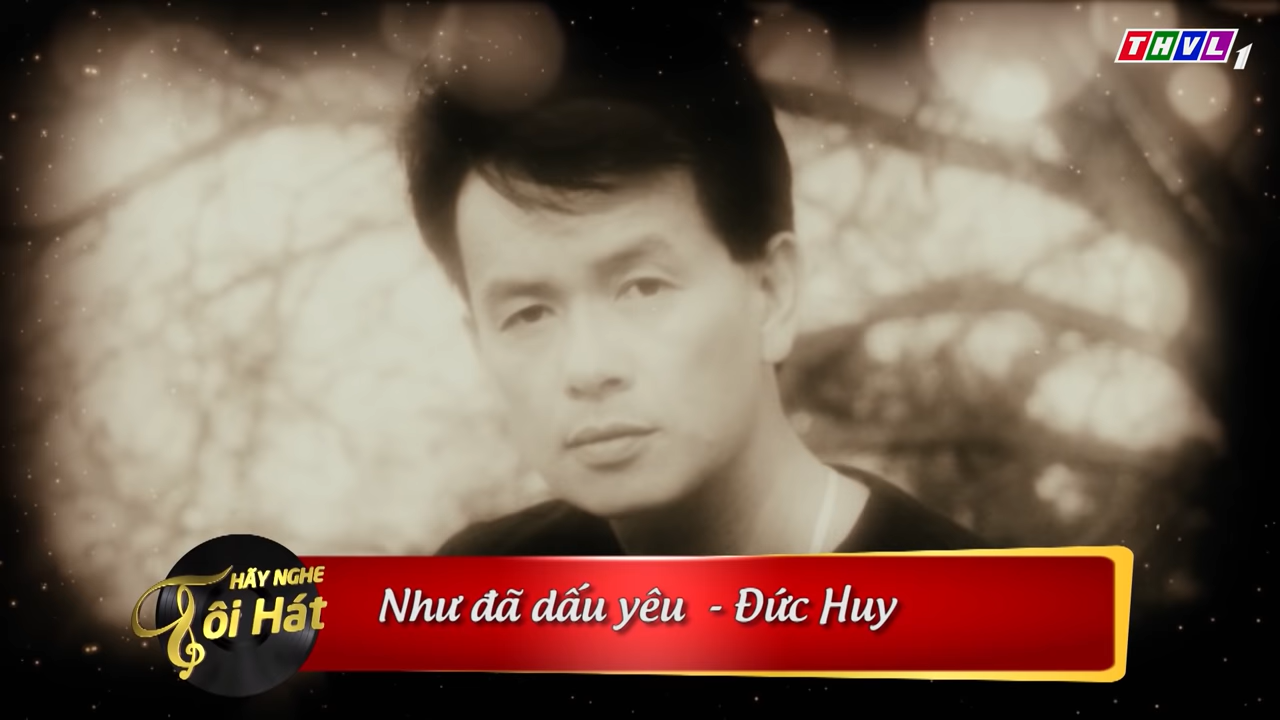 THVL1
HÃY NGHE
Tôi Hát
Như đã dấu yêu - Đức Huy